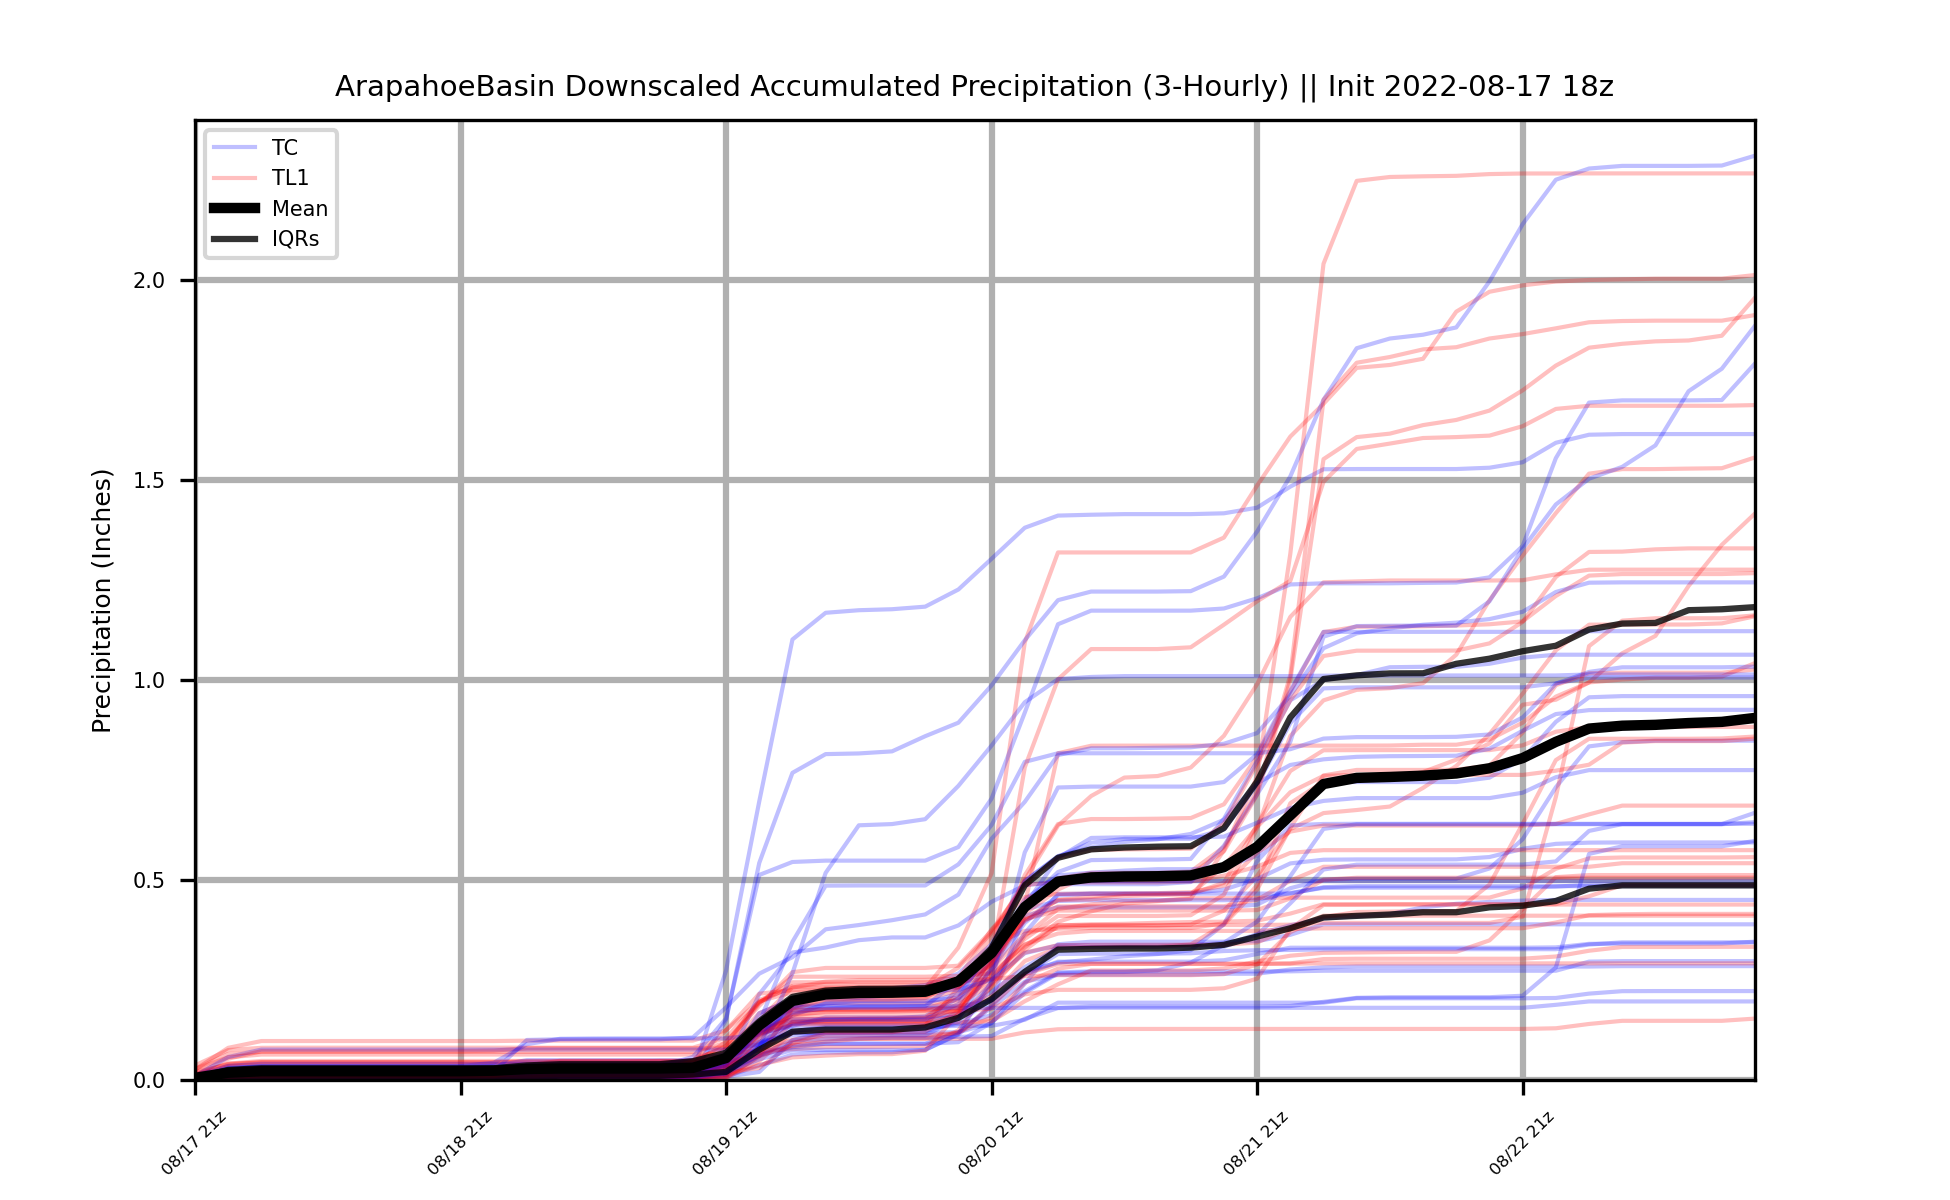 ArapahoeBasin Downscaled Accumulated Precipitation (3-Hourly) || Init 2022-08-17 18z
TC
TL1
Mean
IQRs
Precipitation (Inches)
2.0
1.5
1.0
0.5
0.0
08/17 21z
08/18 21z
08/19 21z
08/20 21z
08/21 21z
08/22 21z